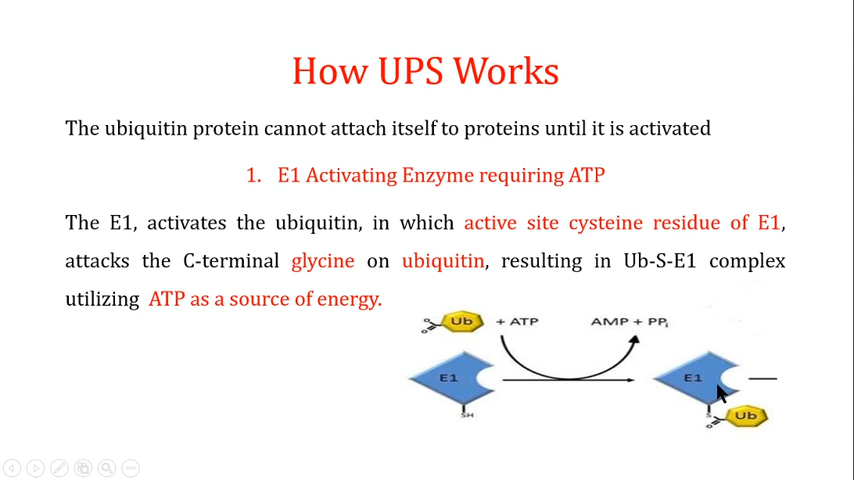 How UPS Works
The ubiquitin protein cannot attach itself to proteins until it is activated
1. E1 Activating Enzyme requiring ATP
The E1, activates the ubiquitin, in which active site cysteine residue of E1,
attacks the C-terminal glycine on ubiquitin, resulting in Ub-S-E1 complex
utilizing ATP as a source of energy.
O O Ub + ATP AMP + PPi
E1 E1
SH S
O Ub